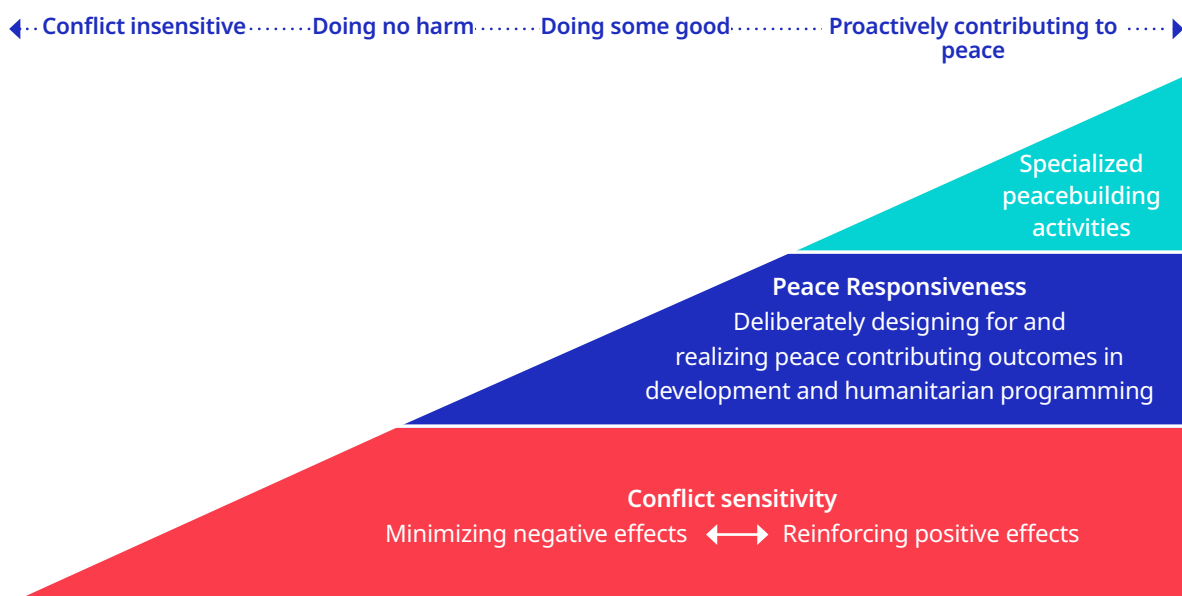 Conflict insensitive Doing no harm Doing some good Proactively contributing to
peace
Specialized
peacebuilding
activities
Peace Responsiveness
Deliberately designing for and
realizing peace contributing outcomes in
development and humanitarian programming
Conflict sensitivity
Minimizing negative effects Reinforcing positive effects